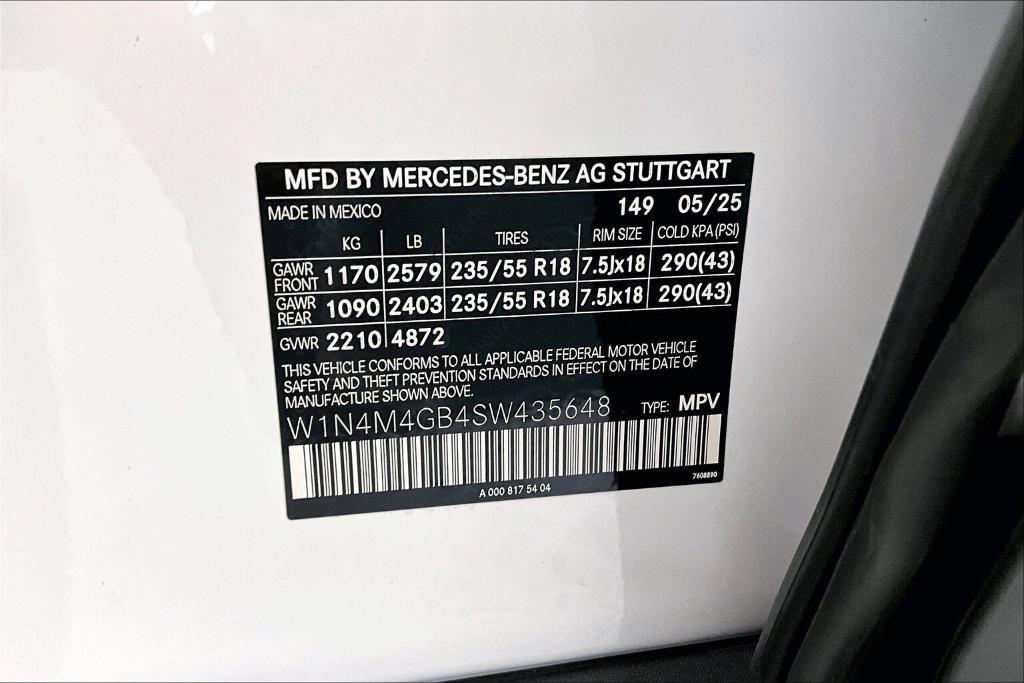 MFD BY MERCEDES-BENZ AG STUTTGART
MADE IN MEXICO 149 05/25
KG LB TIRES RIM SIZE COLD KPA (PSI)
GAWR FRONT 1170 2579 235/55 R18 7.5Jx18 290(43)
GAWR REAR 1090 2403 235/55 R18 7.5Jx18 290(43)
GVWR 2210 4872
THIS VEHICLE CONFORMS TO ALL APPLICABLE FEDERAL MOTOR VEHICLE
SAFETY AND THEFT PREVENTION STANDARDS IN EFFECT ON THE DATE OF
MANUFACTURE SHOWN ABOVE.
W1N4M4GB4SW435648 TYPE: MPV
7608890
A 000 817 54 04